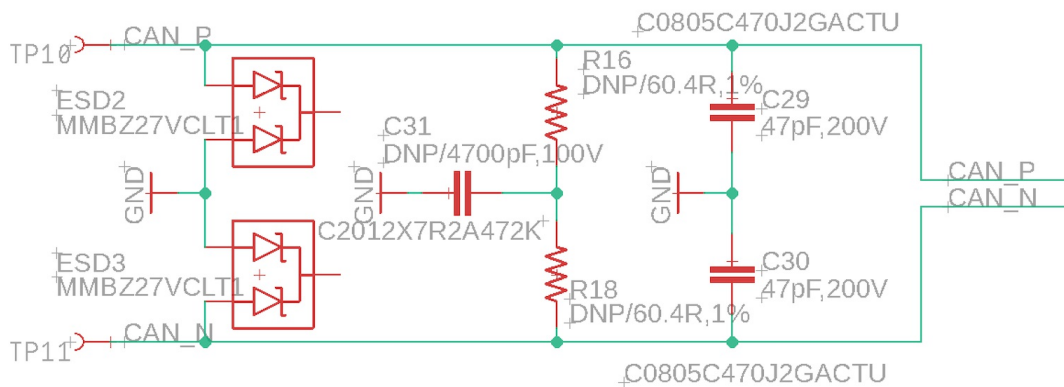 C0805C470J2GACTU
TP10
CAN_P
R16
DNP/60.4R,1%
ESD2
MMBZ27VCLT1
C29
47pF,200V
C31
DNP/4700pF,100V
GND
GND
GND
CAN_P
CAN_N
C2012X7R2A472K
ESD3
MMBZ27VCLT1
C30
47pF,200V
R18
DNP/60.4R,1%
TP11
CAN_N
C0805C470J2GACTU